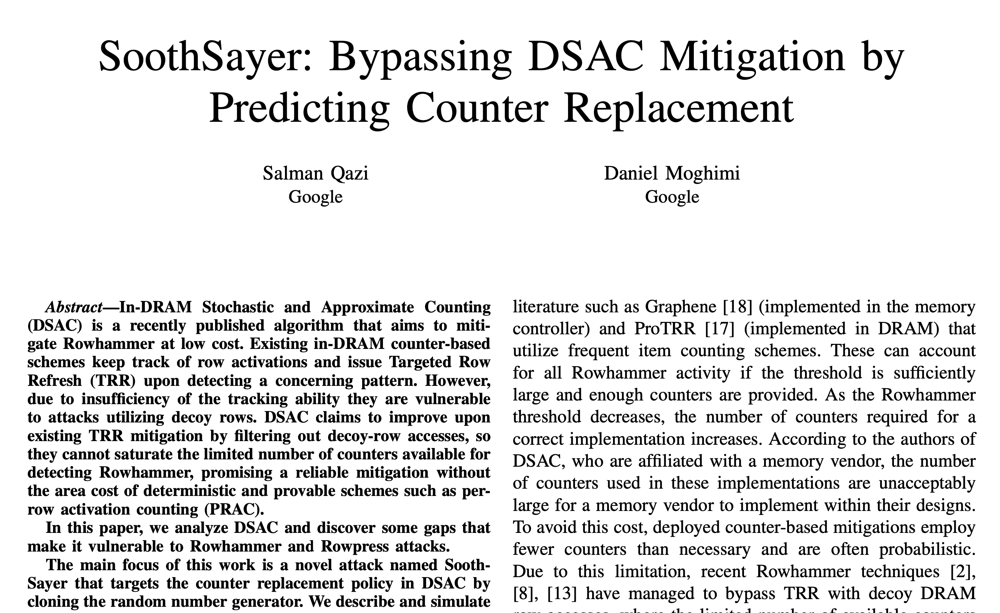 SoothSayer: Bypassing DSAC Mitigation by
Predicting Counter Replacement
Salman Qazi
Google
Daniel Moghimi
Google
Abstract—In-DRAM Stochastic and Approximate Counting
(DSAC) is a recently published algorithm that aims to miti-
gate Rowhammer at low cost. Existing in-DRAM counter-based
schemes keep track of row activations and issue Targeted Row
Refresh (TRR) upon detecting a concerning pattern. However,
due to insufficiency of the tracking ability they are vulnerable
to attacks utilizing decoy rows. DSAC claims to improve upon
existing TRR mitigation by filtering out decoy-row accesses, so
they cannot saturate the limited number of counters available for
detecting Rowhammer, promising a reliable mitigation without
the area cost of deterministic and provable schemes such as per-
row activation counting (PRAC).
In this paper, we analyze DSAC and discover some gaps that
make it vulnerable to Rowhammer and Rowpress attacks.
The main focus of this work is a novel attack named Sooth-
Sayer that targets the counter replacement policy in DSAC by
cloning the random number generator. We describe and simulate
literature such as Graphene [18] (implemented in the memory
controller) and ProTRR [17] (implemented in DRAM) that
utilize frequent item counting schemes. These can account
for all Rowhammer activity if the threshold is sufficiently
large and enough counters are provided. As the Rowhammer
threshold decreases, the number of counters required for a
correct implementation increases. According to the authors of
DSAC, who are affiliated with a memory vendor, the number
of counters used in these implementations are unacceptably
large for a memory vendor to implement within their designs.
To avoid this cost, deployed counter-based mitigations employ
fewer counters than necessary and are often probabilistic.
Due to this limitation, recent Rowhammer techniques [2],
[8], [13] have managed to bypass TRR with decoy DRAM
row accesses, where the limited number of available counters